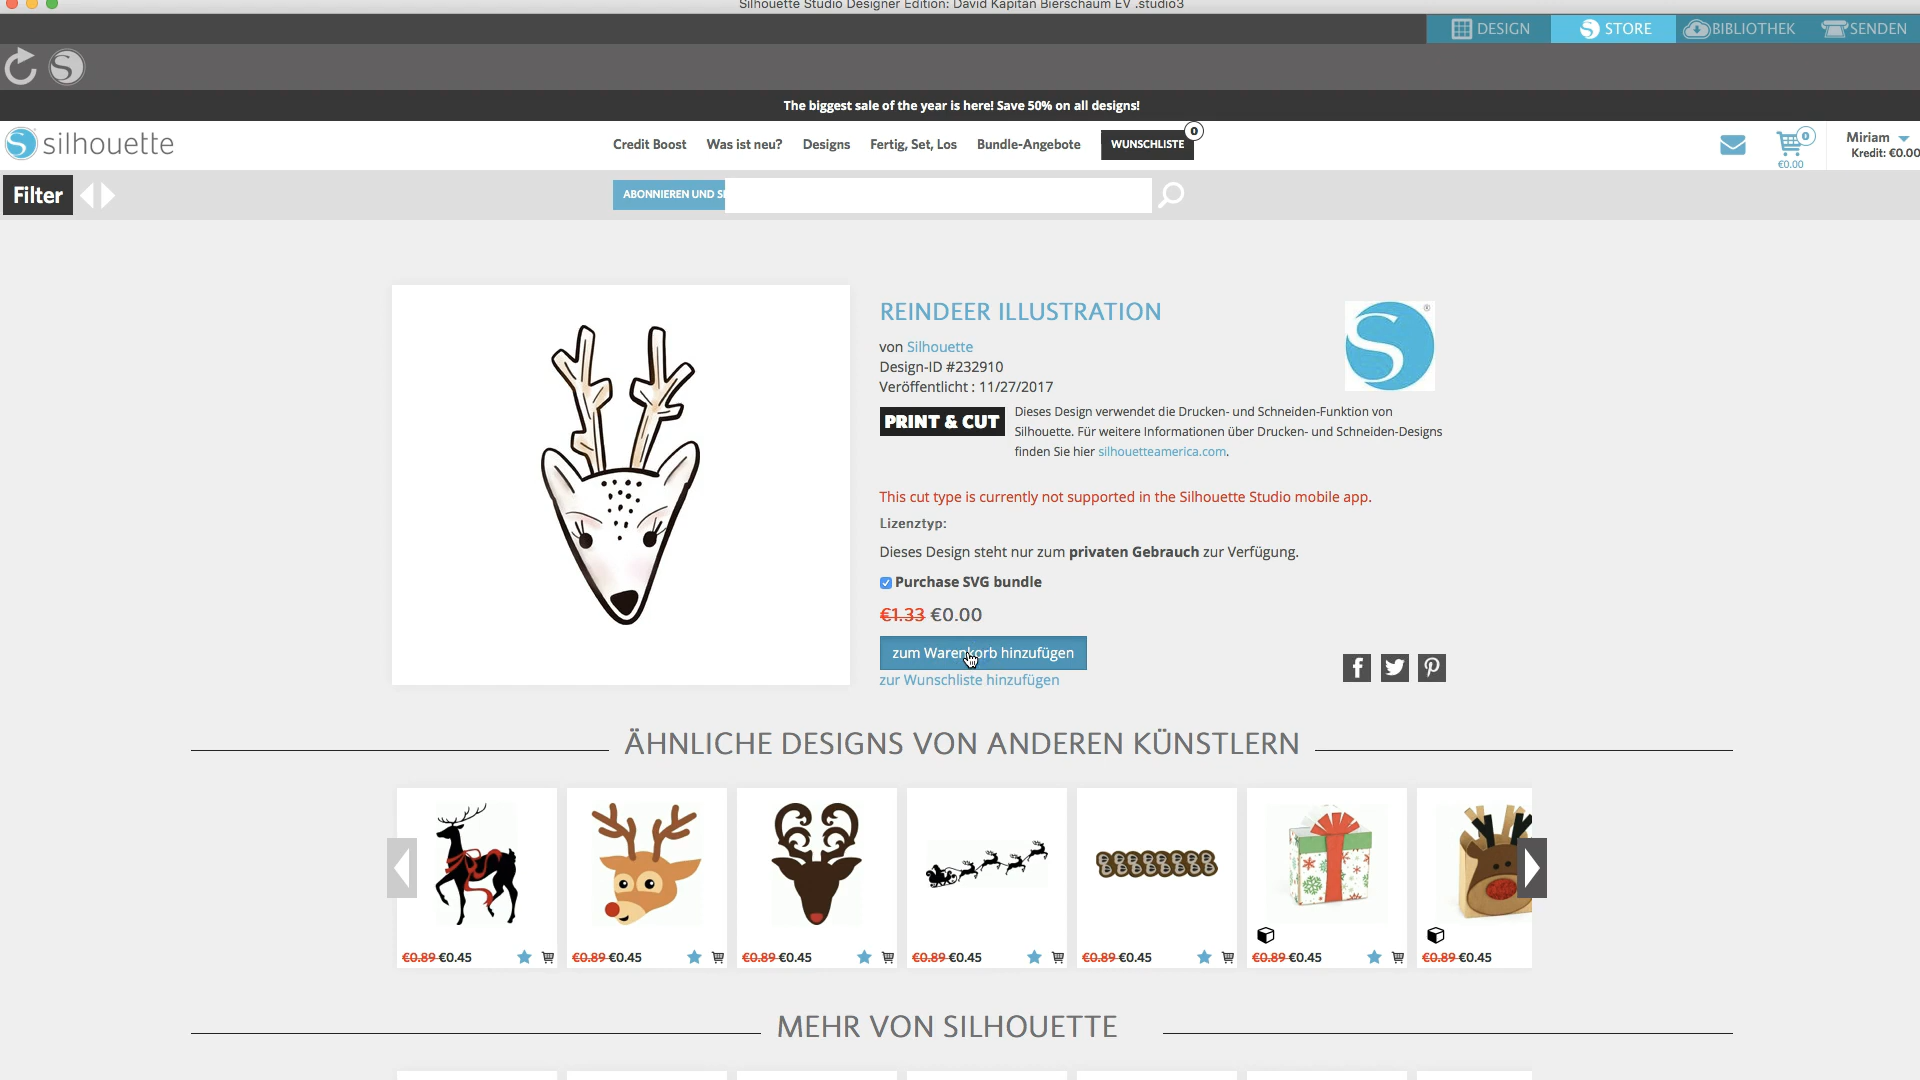 Silhouette Studio Designer Edition: David Kapitän Bierschaum EV .studio3
DESIGN
STORE
BIBLIOTHEK
SENDEN
The biggest sale of the year is here! Save 50% on all designs!
silhouette
Credit Boost
Was ist neu?
Designs
Fertig, Set, Los
Bundle-Angebote
WUNSCHLISTE
0
0
€0.00
Miriam
Kredit: €0.00
Filter
ABONNIEREN UND
REINDEER ILLUSTRATION
von Silhouette
Design-ID #232910
Veröffentlicht : 11/27/2017
PRINT & CUT
Dieses Design verwendet die Drucken- und Schneiden-Funktion von
Silhouette. Für weitere Informationen über Drucken- und Schneiden-Designs
finden Sie hier silhouetteamerica.com.
This cut type is currently not supported in the Silhouette Studio mobile app.
Lizenztyp:
Dieses Design steht nur zum privaten Gebrauch zur Verfügung.
Purchase SVG bundle
€1.33 €0.00
zum Warenkorb hinzufügen
zur Wunschliste hinzufügen
ÄHNLICHE DESIGNS VON ANDEREN KÜNSTLERN
€0.89 €0.45
€0.89 €0.45
€0.89 €0.45
€0.89 €0.45
€0.89 €0.45
€0.89 €0.45
€0.89 €0.45
MEHR VON SILHOUETTE